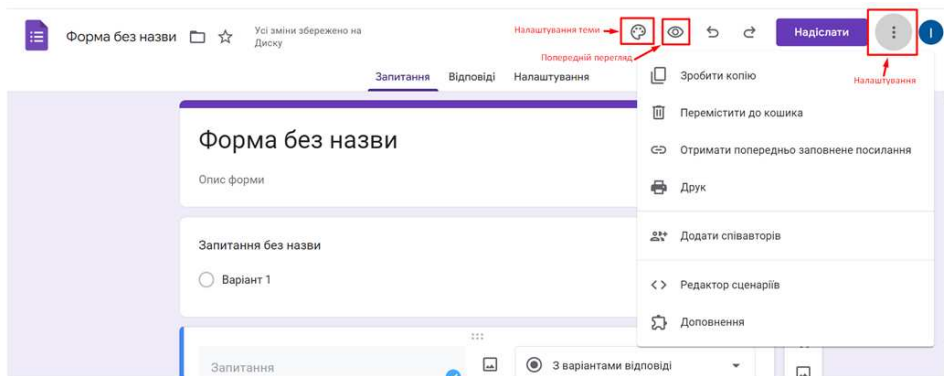 Форма без назви
Усі зміни збережено на
Диску
Налаштування теми
Надіслати
І
Попередній перегляд
Запитання Відповіді Налаштування
Налаштування
Зробити копію
Перемістити до кошика
Отримати попередньо заповнене посилання
Друк
Додати співавторів
Редактор сценаріїв
Доповнення
Форма без назви
Опис форми
Запитання без назви
Варіант 1
Запитання
З варіантами відповіді